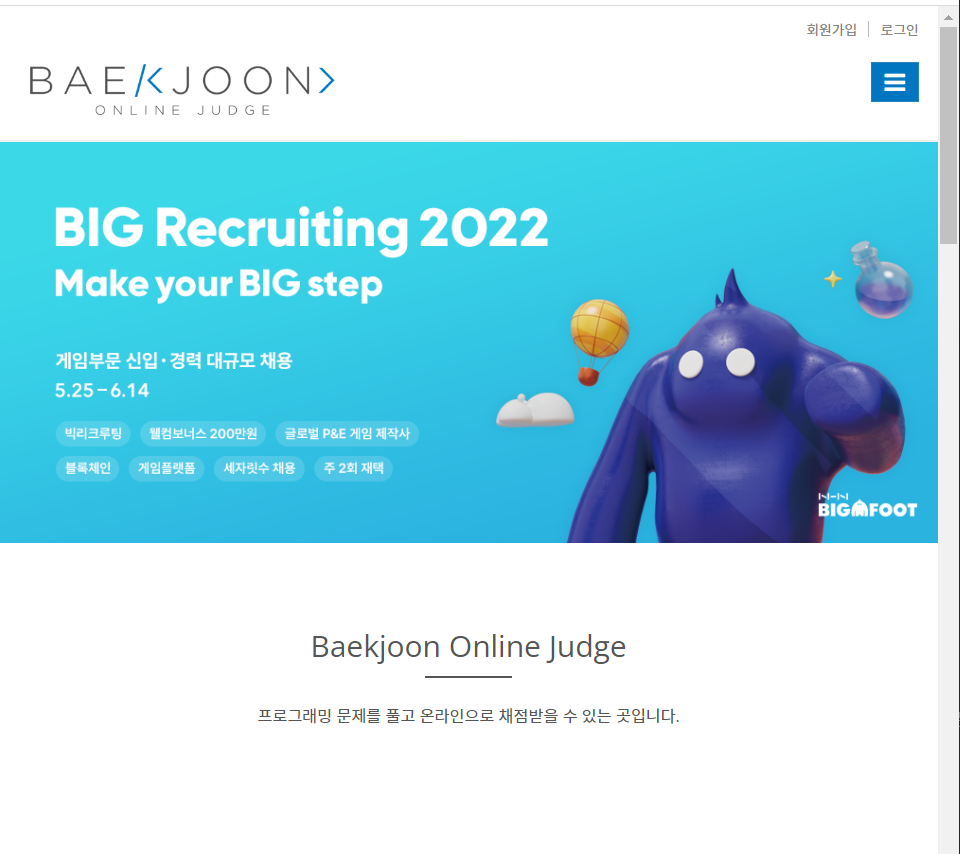 회원가입 로그인
BAEKJOON
ONLINE JUDGE
BIG Recruiting 2022
Make your BIG step
게임부문 신입·경력 대규모 채용
5.25–6.14
빅리크루팅 웰컴보너스 200만원 글로벌 P&E 게임 제작사
블록체인 게임플랫폼 세자릿수 채용 주 2회 재택
NHN
BIGFOOT
Baekjoon Online Judge
프로그래밍 문제를 풀고 온라인으로 채점받을 수 있는 곳입니다.